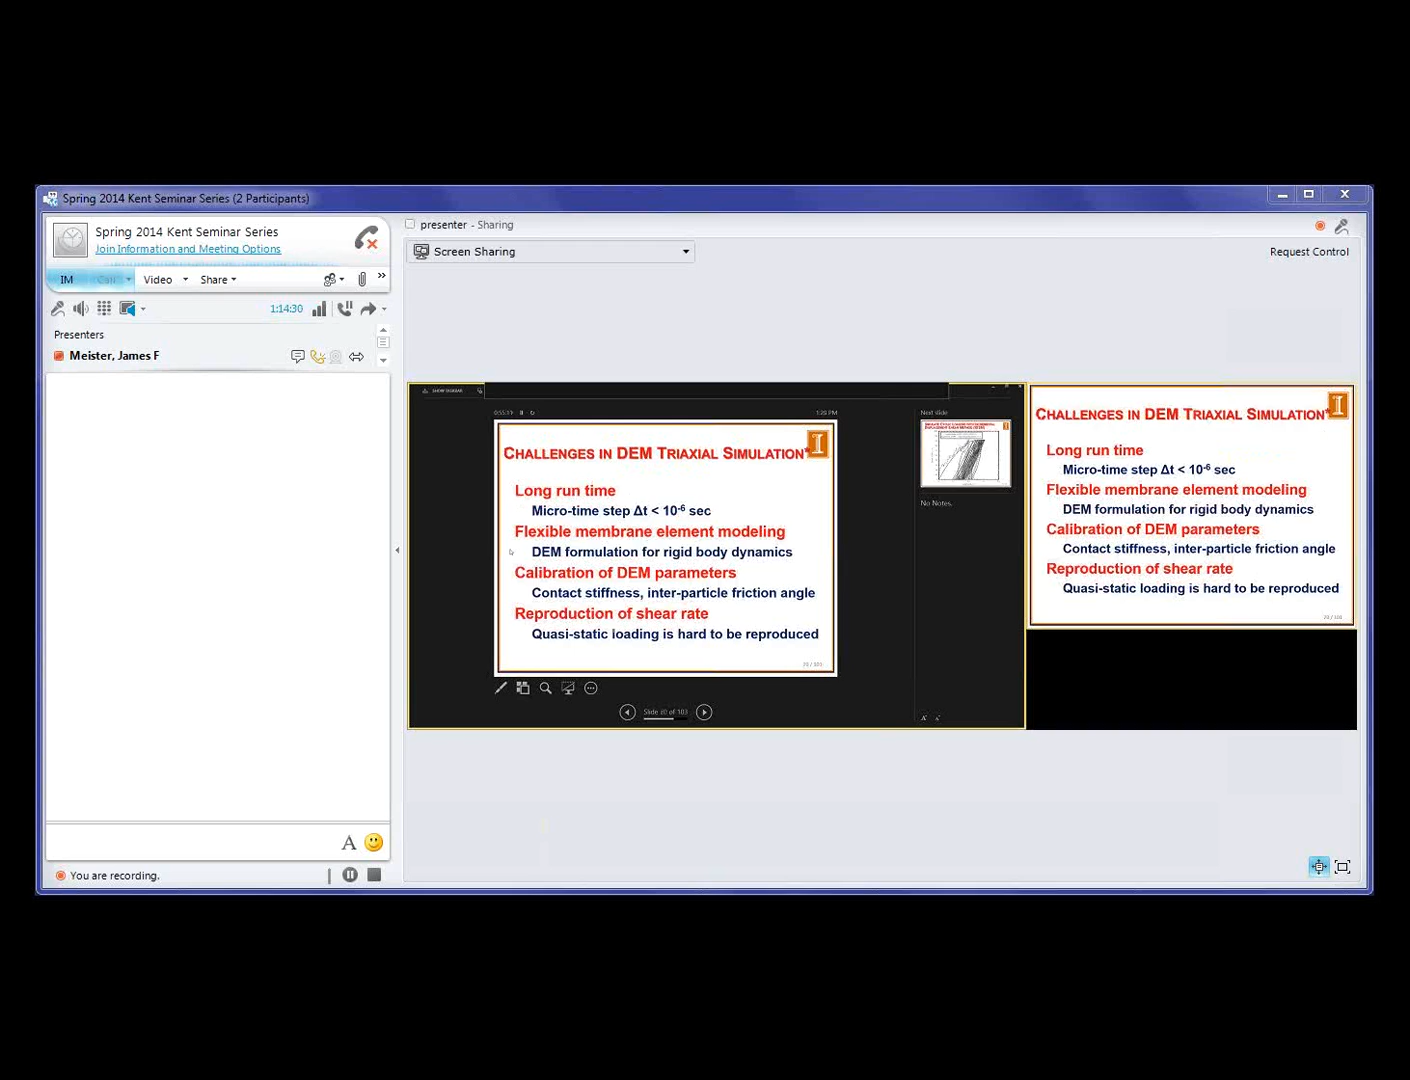 Spring 2014 Kent Seminar Series (2 Participants)
Spring 2014 Kent Seminar Series
Join Information and Meeting Options
IM
Call
Video
Share
1:14:30
Presenters
Meister, James F
A
You are recording.
presenter - Sharing
Screen Sharing
Request Control
SHOW TASKBAR
1:25 PM
CHALLENGES IN DEM TRIAXIAL SIMULATION*
I
Long run time
Micro-time step Δt < 10-6 sec
Flexible membrane element modeling
DEM formulation for rigid body dynamics
Calibration of DEM parameters
Contact stiffness, inter-particle friction angle
Reproduction of shear rate
Quasi-static loading is hard to be reproduced
Next slide
No Notes.
A A
CHALLENGES IN DEM TRIAXIAL SIMULATION*
I
Long run time
Micro-time step Δt < 10-6 sec
Flexible membrane element modeling
DEM formulation for rigid body dynamics
Calibration of DEM parameters
Contact stiffness, inter-particle friction angle
Reproduction of shear rate
Quasi-static loading is hard to be reproduced